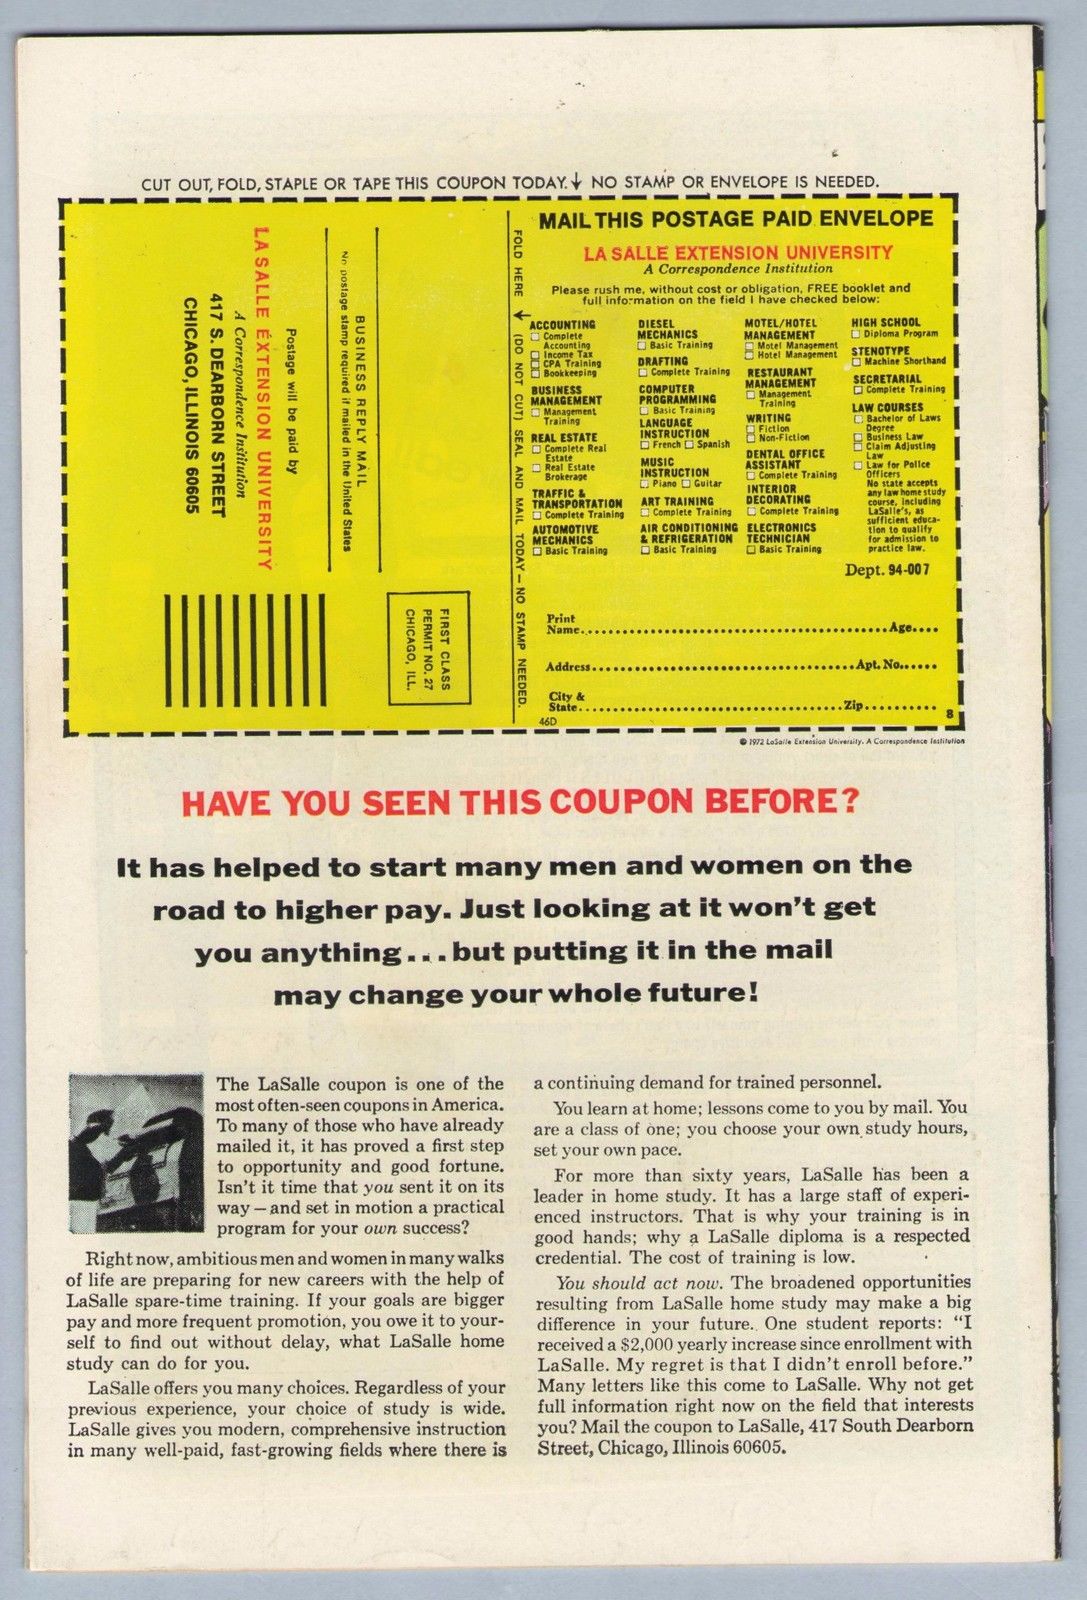 CUT OUT, FOLD, STAPLE OR TAPE THIS COUPON TODAY.↓ NO STAMP OR ENVELOPE IS NEEDED.
No postage stamp required if mailed in the United States
BUSINESS REPLY MAIL
Postage will be paid by
LA SALLE EXTENSION UNIVERSITY
A Correspondence Institution
417 S. DEARBORN STREET
CHICAGO, ILLINOIS 60605
FIRST CLASS
PERMIT NO. 27
CHICAGO, ILL.
FOLD HERE → (DO NOT CUT) SEAL AND MAIL TODAY—NO STAMP NEEDED.
MAIL THIS POSTAGE PAID ENVELOPE
LA SALLE EXTENSION UNIVERSITY
A Correspondence Institution
Please rush me, without cost or obligation, FREE booklet and
full information on the field I have checked below:
ACCOUNTING
☐ Complete
Accounting
☐ Income Tax
☐ CPA Training
☐ Bookkeeping
BUSINESS
MANAGEMENT
☐ Management
Training
REAL ESTATE
☐ Complete Real
Estate
☐ Real Estate
Brokerage
TRAFFIC &
TRANSPORTATION
☐ Complete Training
AUTOMOTIVE
MECHANICS
☐ Basic Training
DIESEL
MECHANICS
☐ Basic Training
DRAFTING
☐ Complete Training
COMPUTER
PROGRAMMING
☐ Basic Training
LANGUAGE
INSTRUCTION
☐ French ☐ Spanish
MUSIC
INSTRUCTION
☐ Piano ☐ Guitar
ART TRAINING
☐ Complete Training
AIR CONDITIONING
& REFRIGERATION
☐ Basic Training
MOTEL/HOTEL
MANAGEMENT
☐ Motel Management
☐ Hotel Management
RESTAURANT
MANAGEMENT
☐ Management
Training
WRITING
☐ Fiction
☐ Non-Fiction
DENTAL OFFICE
ASSISTANT
☐ Complete Training
INTERIOR
DECORATING
☐ Complete Training
ELECTRONICS
TECHNICIAN
☐ Basic Training
HIGH SCHOOL
☐ Diploma Program
STENOTYPE
☐ Machine Shorthand
SECRETARIAL
☐ Complete Training
LAW COURSES
☐ Bachelor of Laws
Degree
☐ Business Law
☐ Claim Adjusting
Law
☐ Law for Police
Officers
No state accepts
any law home study
course, including
LaSalle's, as
sufficient educa-
tion to qualify
for admission to
practice law.
Dept. 94-007
Print
Name.......... Age....
Address.......... Apt. No.......
City &
State.......... Zip..........
46D
8
© 1972 LaSalle Extension University. A Correspondence Institution
HAVE YOU SEEN THIS COUPON BEFORE?
It has helped to start many men and women on the
road to higher pay. Just looking at it won't get
you anything...but putting it in the mail
may change your whole future!
The LaSalle coupon is one of the
most often-seen coupons in America.
To many of those who have already
mailed it, it has proved a first step
to opportunity and good fortune.
Isn't it time that you sent it on its
way—and set in motion a practical
program for your own success?
Right now, ambitious men and women in many walks
of life are preparing for new careers with the help of
LaSalle spare-time training. If your goals are bigger
pay and more frequent promotion, you owe it to your-
self to find out without delay, what LaSalle home
study can do for you.
LaSalle offers you many choices. Regardless of your
previous experience, your choice of study is wide.
LaSalle gives you modern, comprehensive instruction
in many well-paid, fast-growing fields where there is
a continuing demand for trained personnel.
You learn at home; lessons come to you by mail. You
are a class of one; you choose your own study hours,
set your own pace.
For more than sixty years, LaSalle has been a
leader in home study. It has a large staff of experi-
enced instructors. That is why your training is in
good hands; why a LaSalle diploma is a respected
credential. The cost of training is low.
You should act now. The broadened opportunities
resulting from LaSalle home study may make a big
difference in your future. One student reports: "I
received a $2,000 yearly increase since enrollment with
LaSalle. My regret is that I didn't enroll before."
Many letters like this come to LaSalle. Why not get
full information right now on the field that interests
you? Mail the coupon to LaSalle, 417 South Dearborn
Street, Chicago, Illinois 60605.